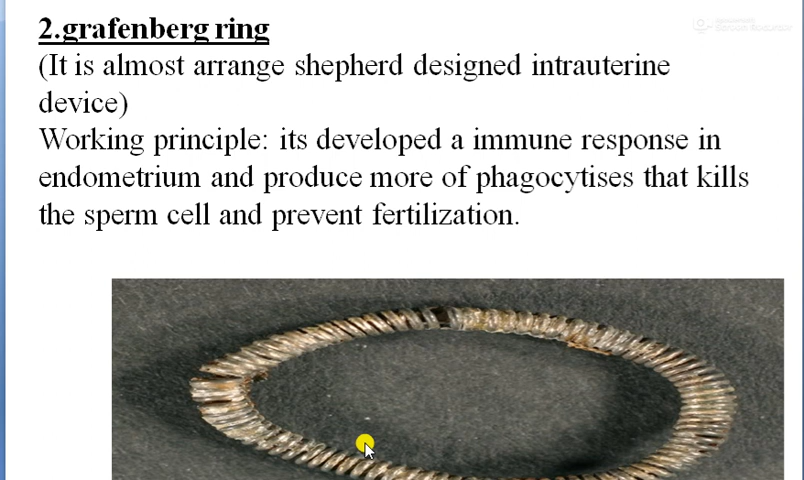 2.grafenberg ring
(It is almost arrange shepherd designed intrauterine
device)
Working principle: its developed a immune response in
endometrium and produce more of phagocytises that kills
the sperm cell and prevent fertilization.